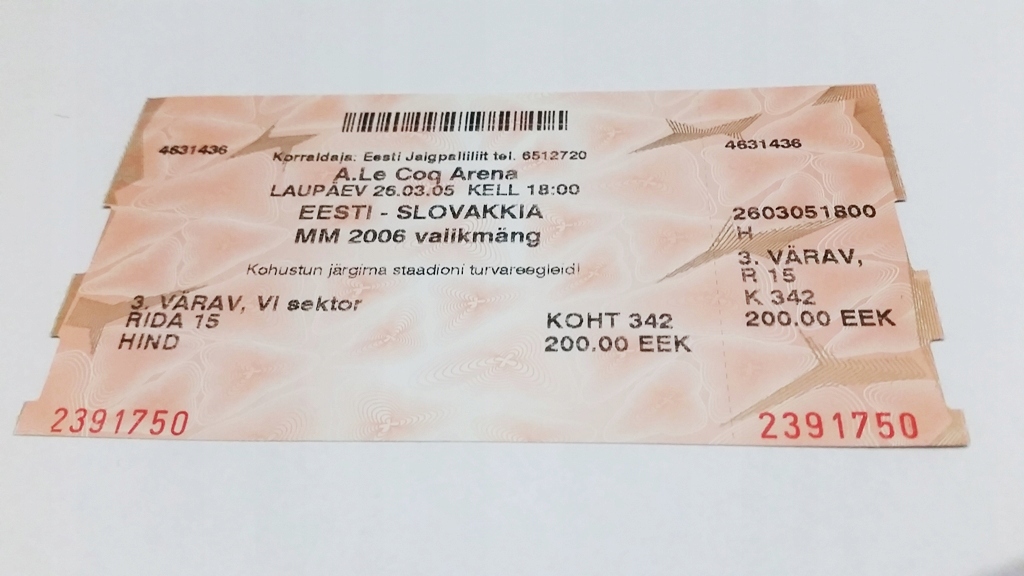 4631436
4631436
Korraldaja: Eesti Jalgpalliliit tel. 6512720
A.Le Coq Arena
LAUPÄEV 26.03.05 KELL 18:00
EESTI - SLOVAKKIA
MM 2006 valikmäng
Kohustun järgima staadioni turvareegleid!
3. VÄRAV, VI sektor
RIDA 15
KOHT 342
HIND
200.00 EEK
2603051800
H
3. VÄRAV,
R 15
K 342
200.00 EEK
2391750
2391750